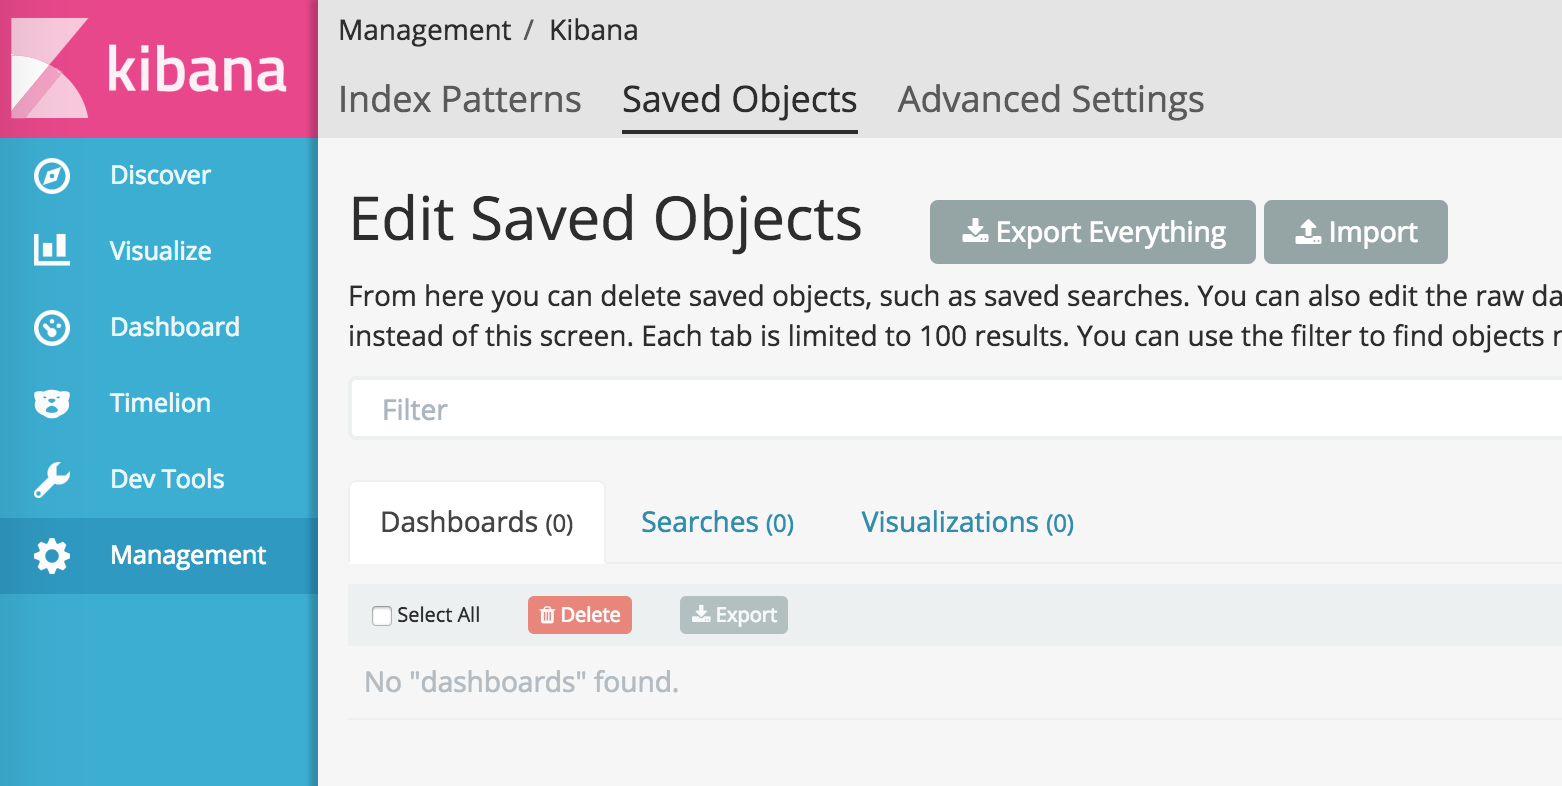 kibana
Discover
Visualize
Dashboard
Timelion
Dev Tools
Management
Management / Kibana
Index Patterns Saved Objects Advanced Settings
Edit Saved Objects Export Everything Import
From here you can delete saved objects, such as saved searches. You can also edit the raw
instead of this screen. Each tab is limited to 100 results. You can use the filter to find objects
Filter
Dashboards (0) Searches (0) Visualizations (0)
Select All Delete Export
No "dashboards" found.